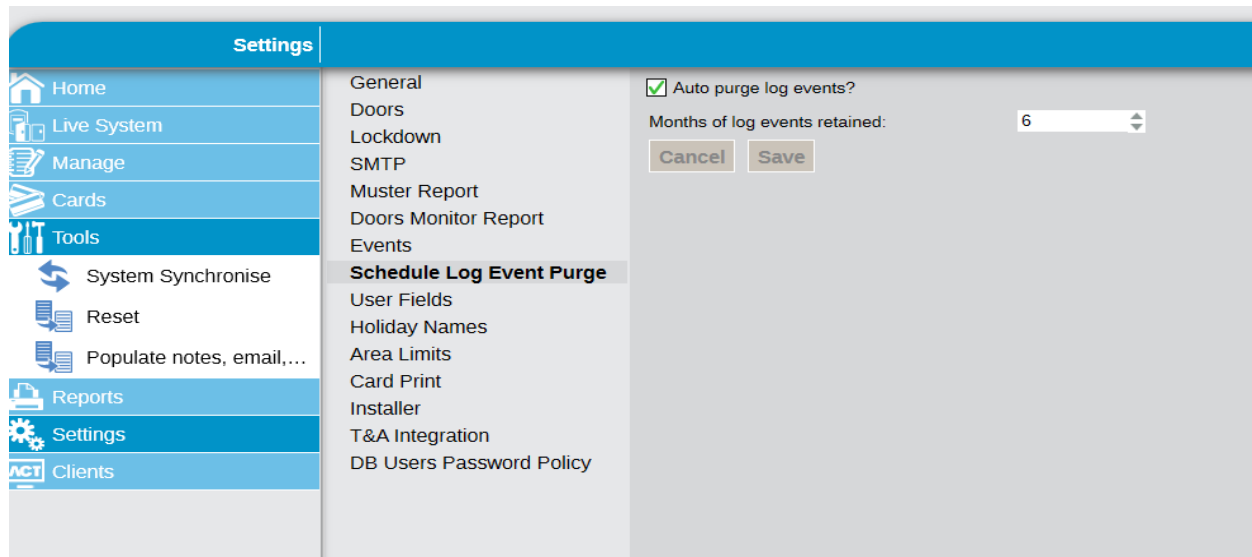 Settings
Home
Live System
Manage
Cards
Tools
System Synchronise
Reset
Populate notes, email,...
Reports
Settings
ACT Clients
General
Doors
Lockdown
SMTP
Muster Report
Doors Monitor Report
Events
Schedule Log Event Purge
User Fields
Holiday Names
Area Limits
Card Print
Installer
T&A Integration
DB Users Password Policy
Auto purge log events?
Months of log events retained: 6
Cancel Save